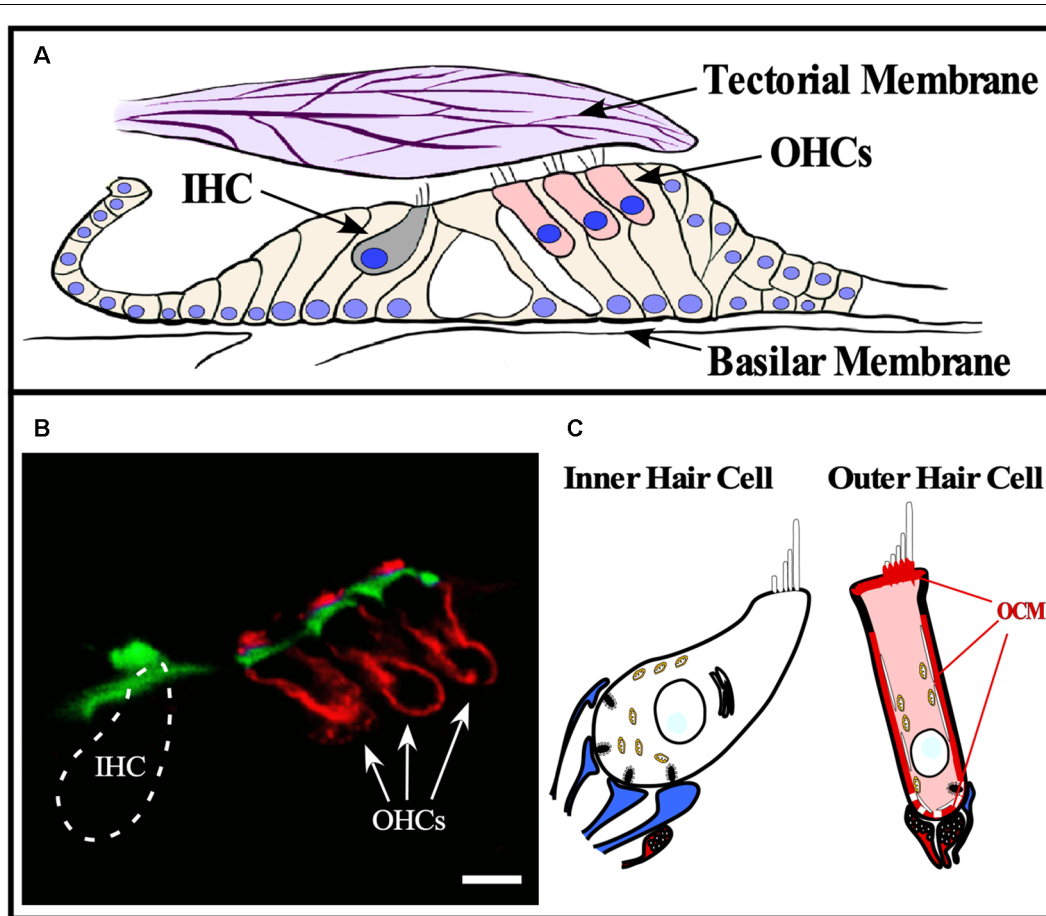 A
Tectorial Membrane
OHCs
IHC
Basilar Membrane
B
IHC
OHCs
C
Inner Hair Cell
Outer Hair Cell
OCM